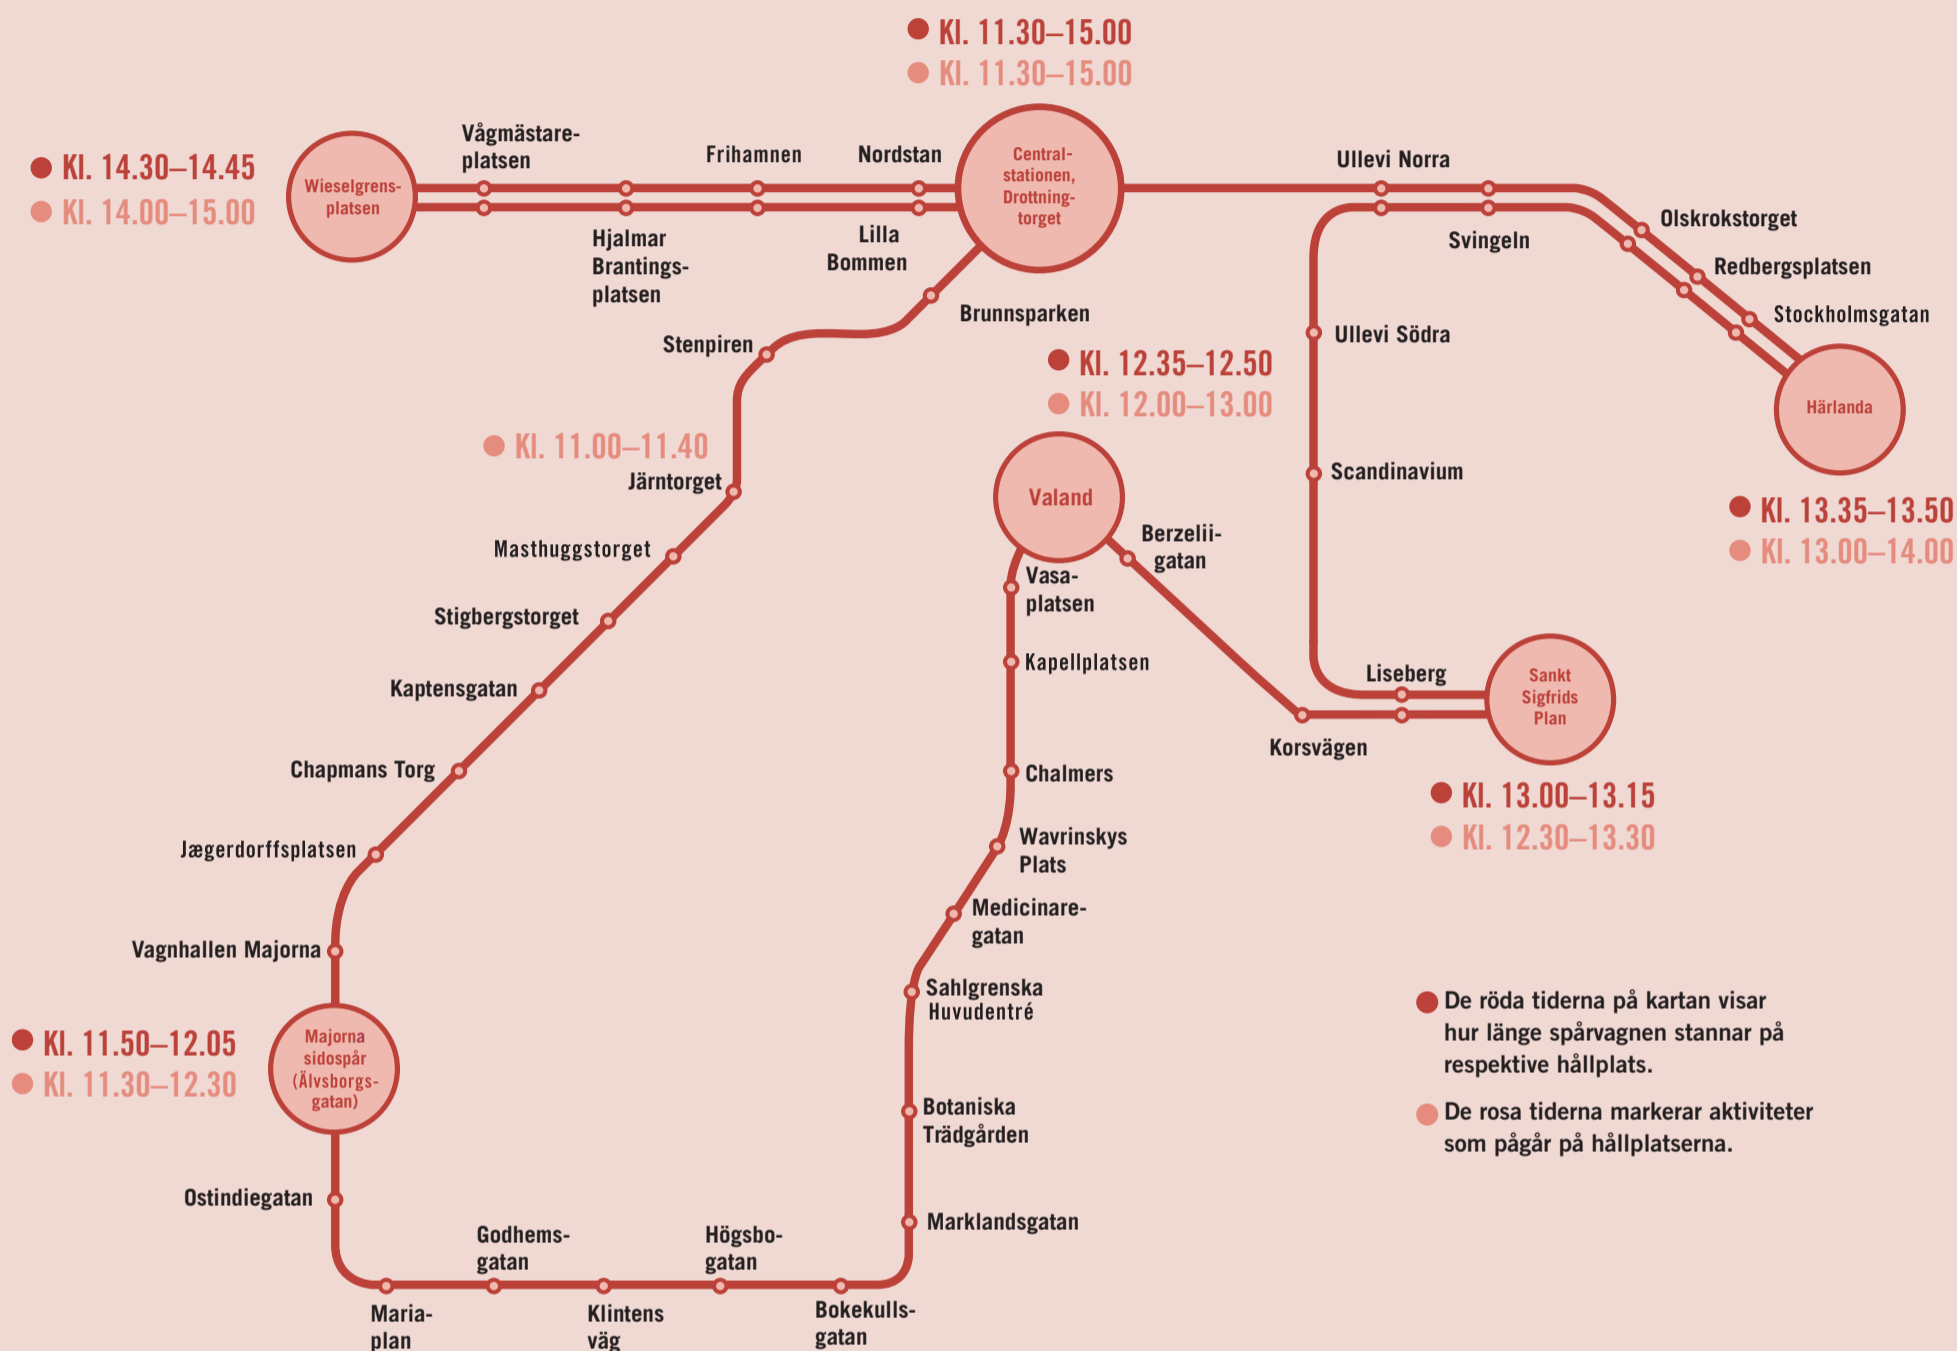 Kl. 11.30–15.00
Kl. 11.30–15.00
Kl. 14.30–14.45
Kl. 14.00–15.00
Wieselgrens-
platsen
Vågmästare-
platsen
Hjalmar
Brantings-
platsen
Frihamnen
Nordstan
Lilla
Bommen
Central-
stationen,
Drottning-
torget
Ullevi Norra
Svingeln
Olskrokstorget
Redbergsplatsen
Stockholmsgatan
Härlanda
Kl. 13.35–13.50
Kl. 13.00–14.00
Brunnsparken
Stenpiren
Kl. 11.00–11.40
Järntorget
Masthuggstorget
Stigbergstorget
Kaptensgatan
Chapmans Torg
Jægerdorffsplatsen
Vagnhallen Majorna
Kl. 11.50–12.05
Kl. 11.30–12.30
Majorna
sidospår
(Älvsborgs-
gatan)
Ostindiegatan
Maria-
plan
Godhems-
gatan
Klintens
väg
Högsbo-
gatan
Bokekulls-
gatan
Marklandsgatan
Botaniska
Trädgården
Sahlgrenska
Huvudentré
Medicinare-
gatan
Wavrinskys
Plats
Chalmers
Kapellplatsen
Vasa-
platsen
Kl. 12.35–12.50
Kl. 12.00–13.00
Valand
Berzelii-
gatan
Korsvägen
Liseberg
Sankt
Sigfrids
Plan
Kl. 13.00–13.15
Kl. 12.30–13.30
Scandinavium
Ullevi Södra
De röda tiderna på kartan visar
hur länge spårvagnen stannar på
respektive hållplats.
De rosa tiderna markerar aktiviteter
som pågår på hållplatserna.